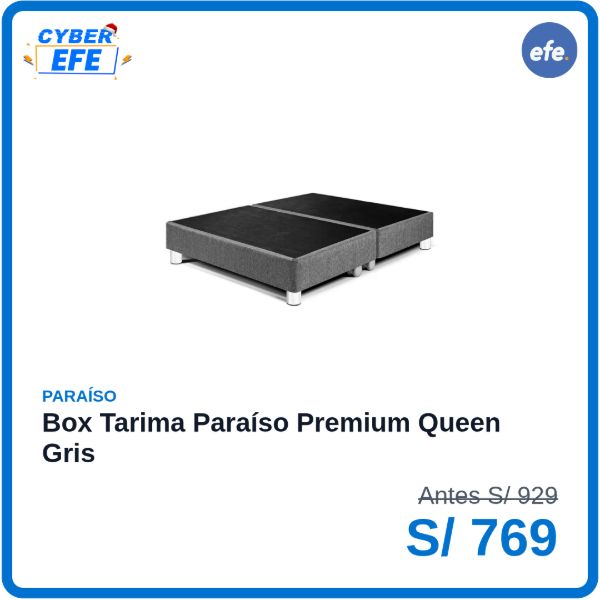 CYBER
EFE
efe.
PARAÍSO
Box Tarima Paraíso Premium Queen
Gris
Antes S/ 929
S/ 769